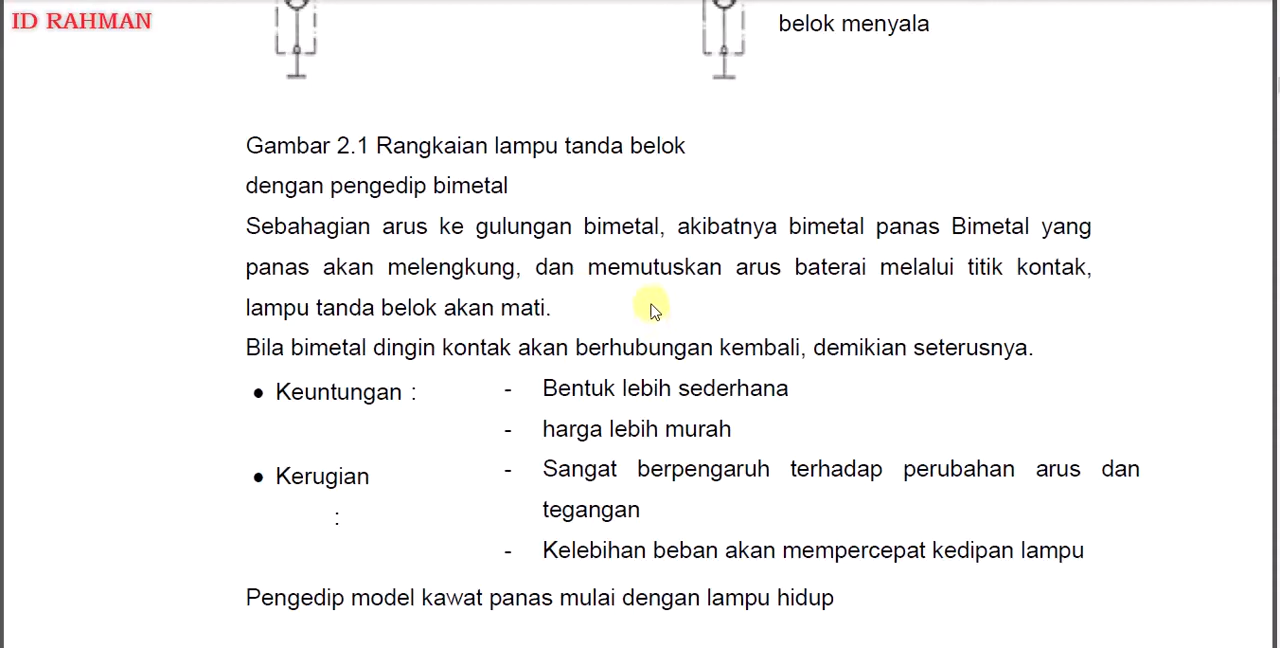 ID RAHMAN
belok menyala
Gambar 2.1 Rangkaian lampu tanda belok
dengan pengedip bimetal
Sebahagian arus ke gulungan bimetal, akibatnya bimetal panas Bimetal yang
panas akan melengkung, dan memutuskan arus baterai melalui titik kontak,
lampu tanda belok akan mati.
Bila bimetal dingin kontak akan berhubungan kembali, demikian seterusnya.
● Keuntungan : - Bentuk lebih sederhana
- harga lebih murah
● Kerugian - Sangat berpengaruh terhadap perubahan arus dan
: tegangan
- Kelebihan beban akan mempercepat kedipan lampu
Pengedip model kawat panas mulai dengan lampu hidup